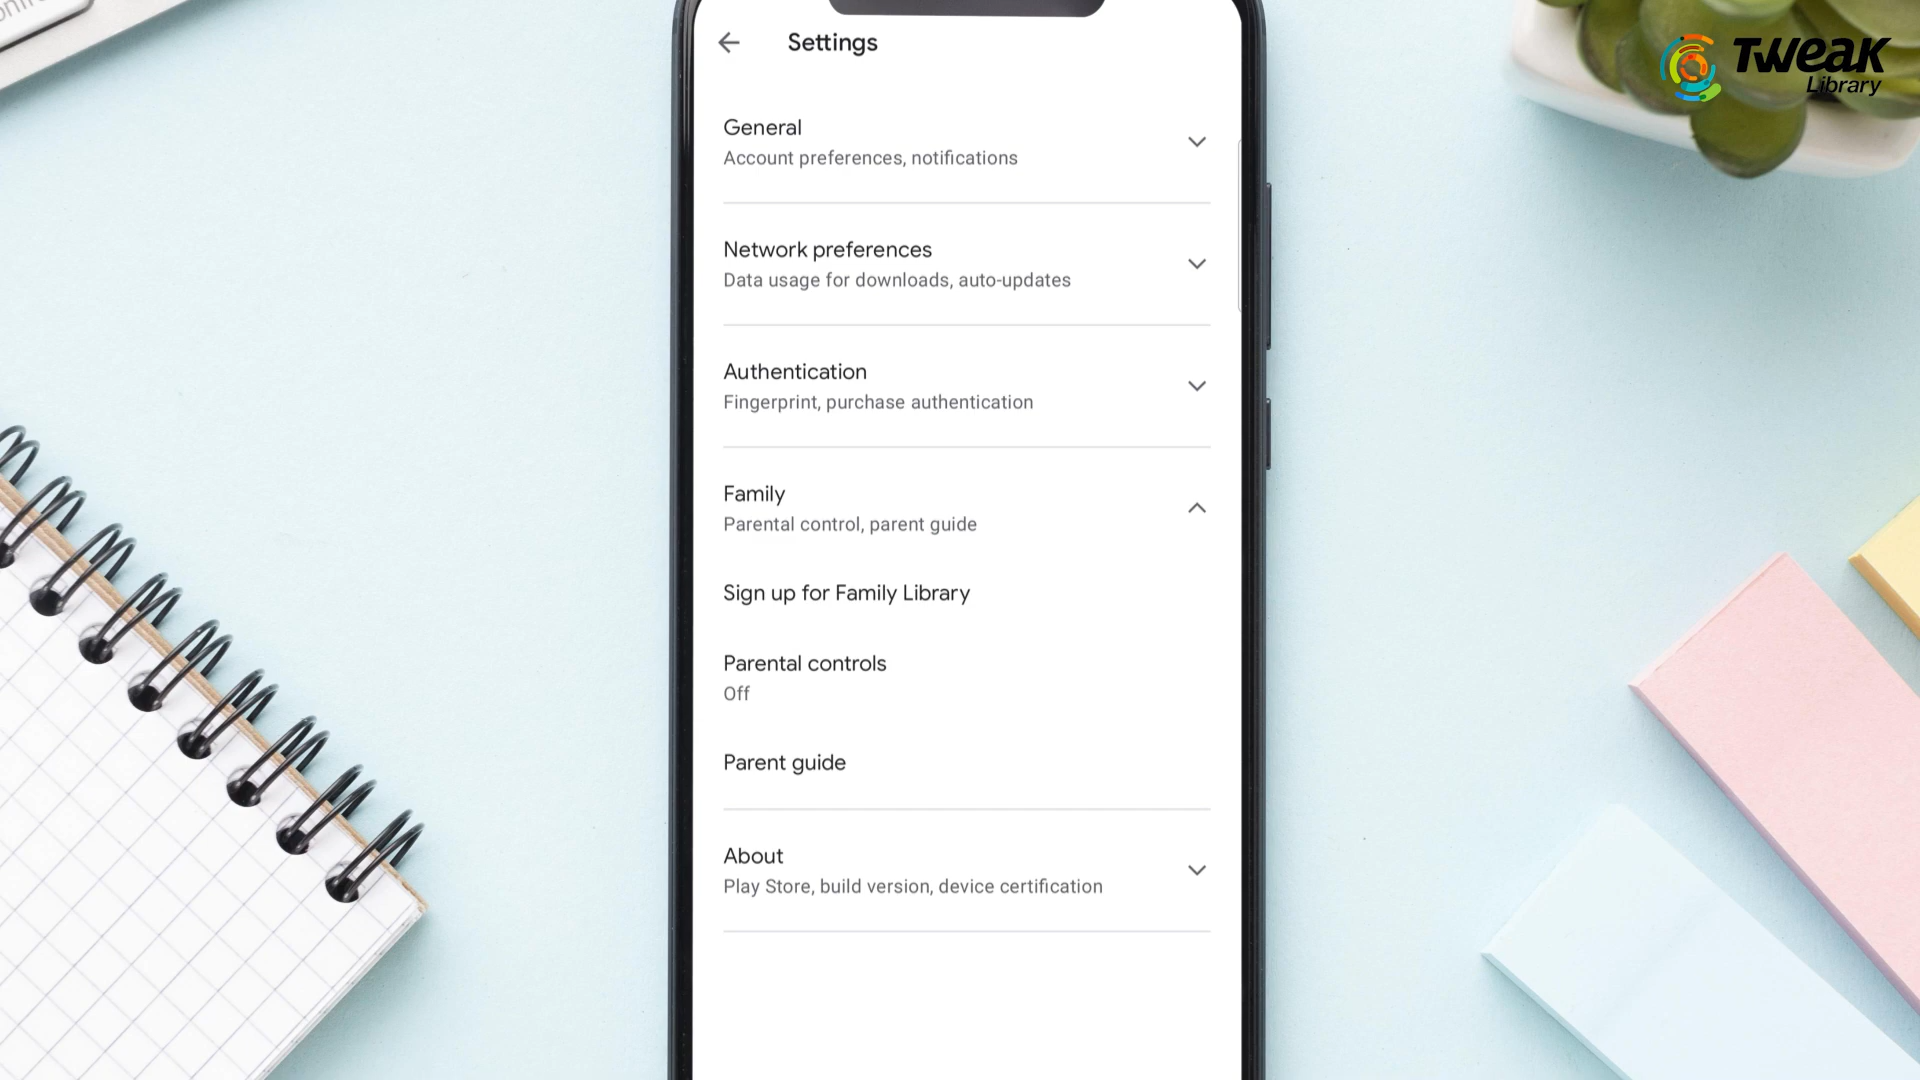 Settings
General
Account preferences, notifications
Network preferences
Data usage for downloads, auto-updates
Authentication
Fingerprint, purchase authentication
Family
Parental control, parent guide
Sign up for Family Library
Parental controls
Off
Parent guide
About
Play Store, build version, device certification
TWeaK
Library